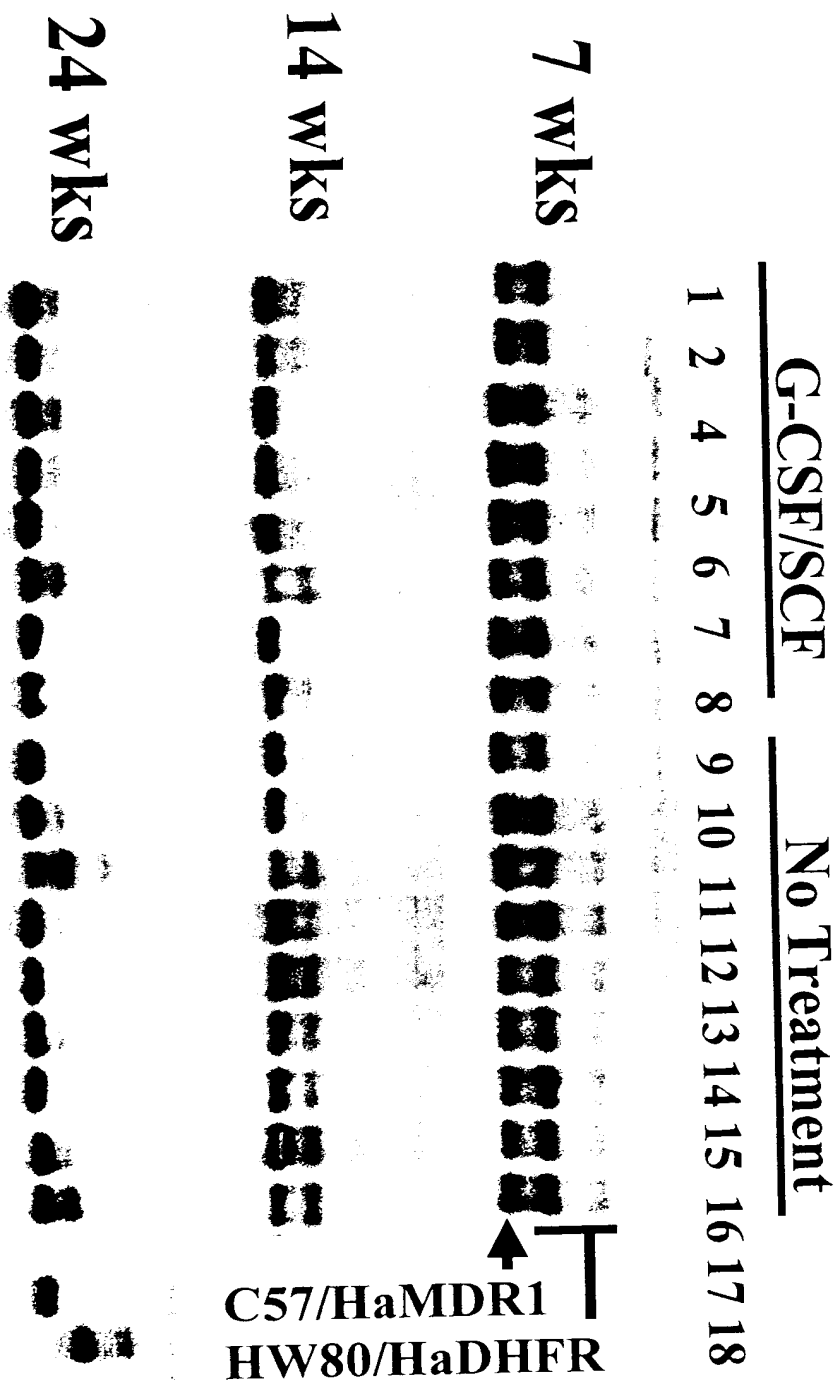 G-CSF/SCF No Treatment
1 2 4 5 6 7 8 9 10 11 12 13 14 15 16 17 18
7 wks
14 wks
24 wks
C57/HaMDR1
HW80/HaDHFR